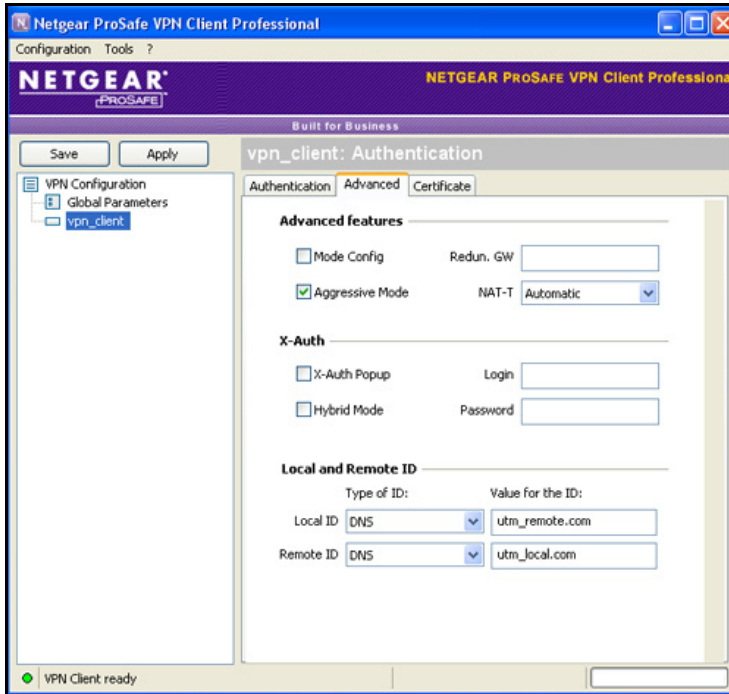 Netgear ProSafe VPN Client Professional
Configuration Tools ?
NETGEAR PROSAFE VPN Client Professiona
NETGEAR
PROSAFE
Built for Business
Save Apply
vpn_client: Authentication
VPN Configuration
Global Parameters
vpn_client
Authentication Advanced Certificate
Advanced features
Mode Config Redun. GW
Aggressive Mode NAT-T Automatic
X-Auth
X-Auth Popup Login
Hybrid Mode Password
Local and Remote ID
Type of ID: Value for the ID:
Local ID DNS utm_remote.com
Remote ID DNS utm_local.com
VPN Client ready